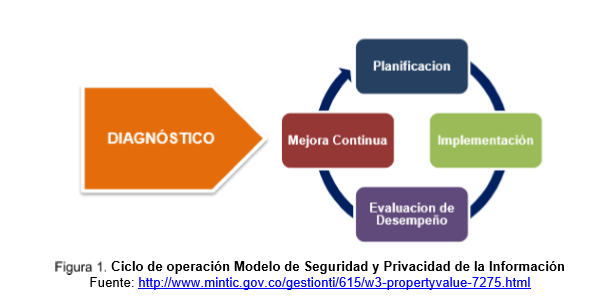 Planificacion
DIAGNÓSTICO
Mejora Continua
Implementación
Evaluacion de
Desempeño
Figura 1. Ciclo de operación Modelo de Seguridad y Privacidad de la Información
Fuente: http://www.mintic.gov.co/gestionti/615/w3-propertyvalue-7275.html